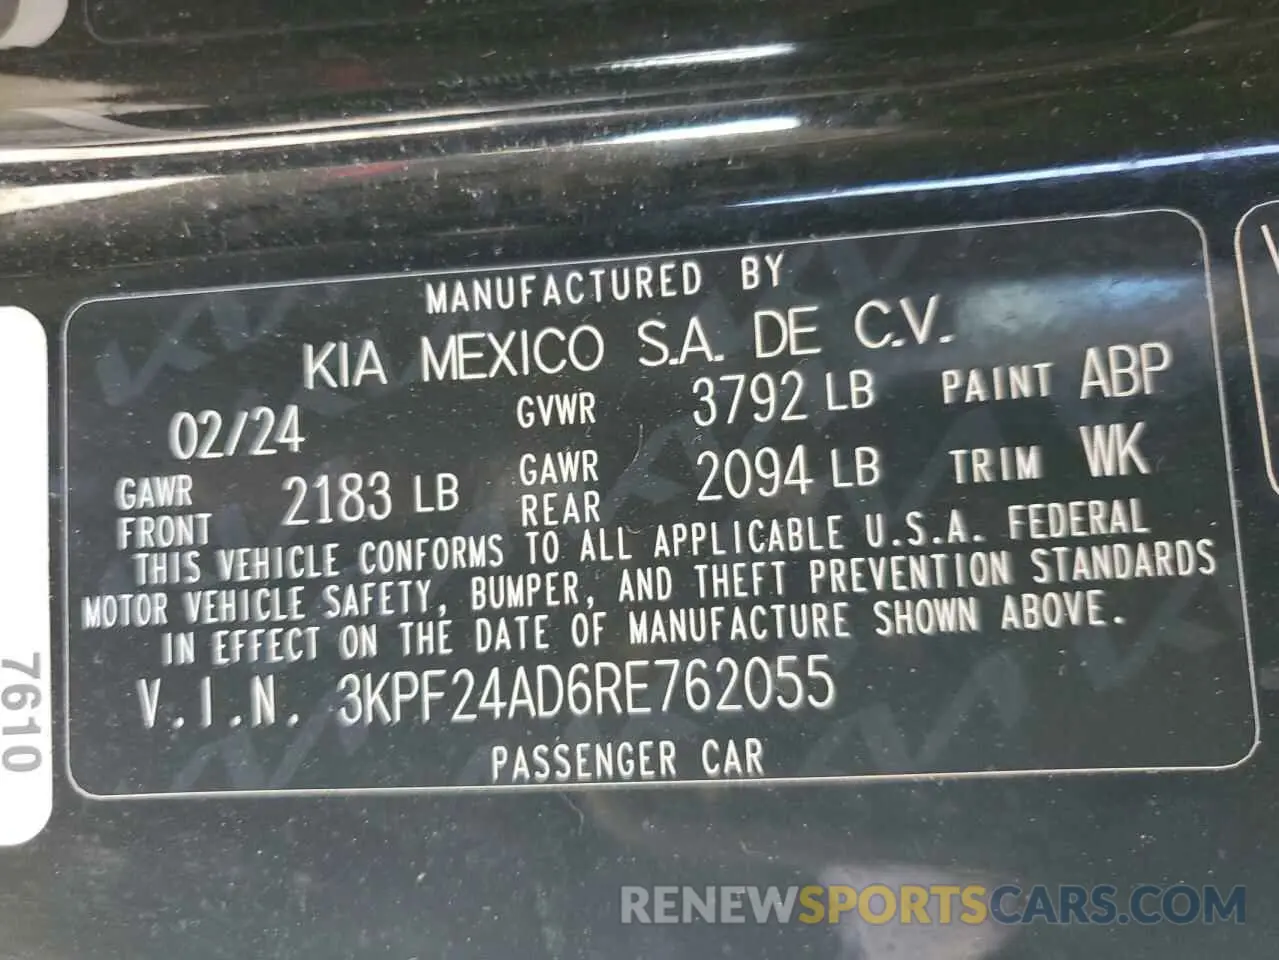 MANUFACTURED BY
KIA MEXICO S.A. DE C.V.
02/24 GVWR 3792 LB PAINT ABP
GAWR FRONT 2183 LB GAWR REAR 2094 LB TRIM WK
THIS VEHICLE CONFORMS TO ALL APPLICABLE U.S.A. FEDERAL
MOTOR VEHICLE SAFETY, BUMPER, AND THEFT PREVENTION STANDARDS
IN EFFECT ON THE DATE OF MANUFACTURE SHOWN ABOVE.
V.I.N. 3KPF24AD6RE762055
PASSENGER CAR
7610
RENEWSPORTSCARS.COM